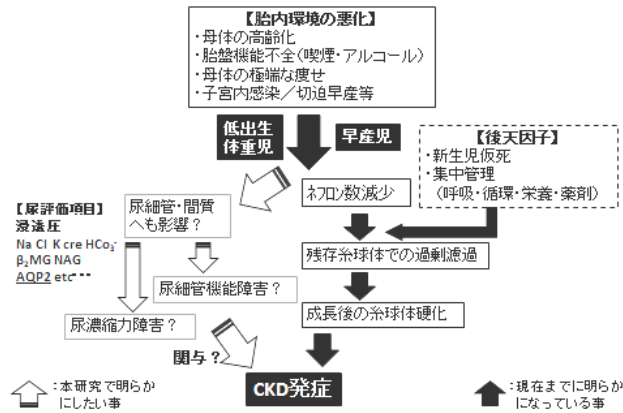 【胎内環境の悪化】
・母体の高齢化
・胎盤機能不全(喫煙・アルコール)
・母体の極端な痩せ
・子宮内感染/切迫早産等
低出生
体重児
早産児
【後天因子】
・新生児仮死
・集中管理
(呼吸・循環・栄養・薬剤)
ネフロン数減少
尿細管・間質
へも影響?
【尿評価項目】
浸透圧
Na Cl K cre HCo₃⁻
β₂MG NAG
AQP2 etc…
残存糸球体での過剰濾過
尿細管機能障害?
成長後の糸球体硬化
尿濃縮力障害?
関与?
CKD発症
:本研究で明らか
にしたい事
:現在までに明らか
になっている事